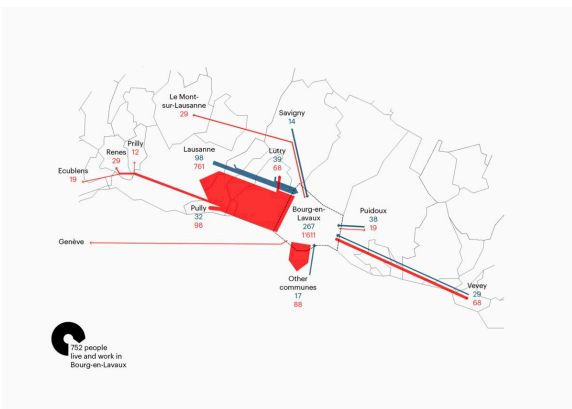 Le Mont-
sur-Lausanne
29
Savigny
14
Prilly
12
Renes
29
Lausanne
98
761
Lutry
39
68
Ecublens
19
Bourg-en-
Lavaux
267
1'611
Puidoux
38
19
Pully
32
98
Genève
Other
communes
17
88
Vevey
29
68
752 people
live and work in
Bourg-en-Lavaux